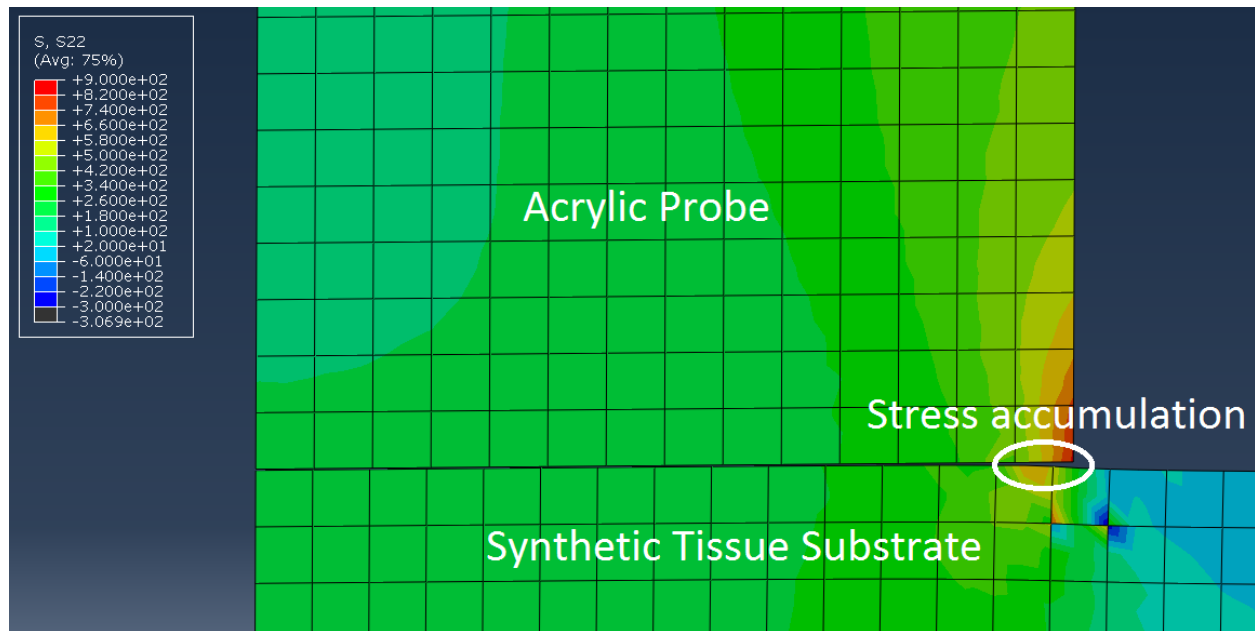 S, S22
(Avg: 75%)
+9.000e+02
+8.200e+02
+7.400e+02
+6.600e+02
+5.800e+02
+5.000e+02
+4.200e+02
+3.400e+02
+2.600e+02
+1.800e+02
+1.000e+02
+2.000e+01
-6.000e+01
-1.400e+02
-2.200e+02
-3.000e+02
-3.069e+02
Acrylic Probe
Stress accumulation
Synthetic Tissue Substrate